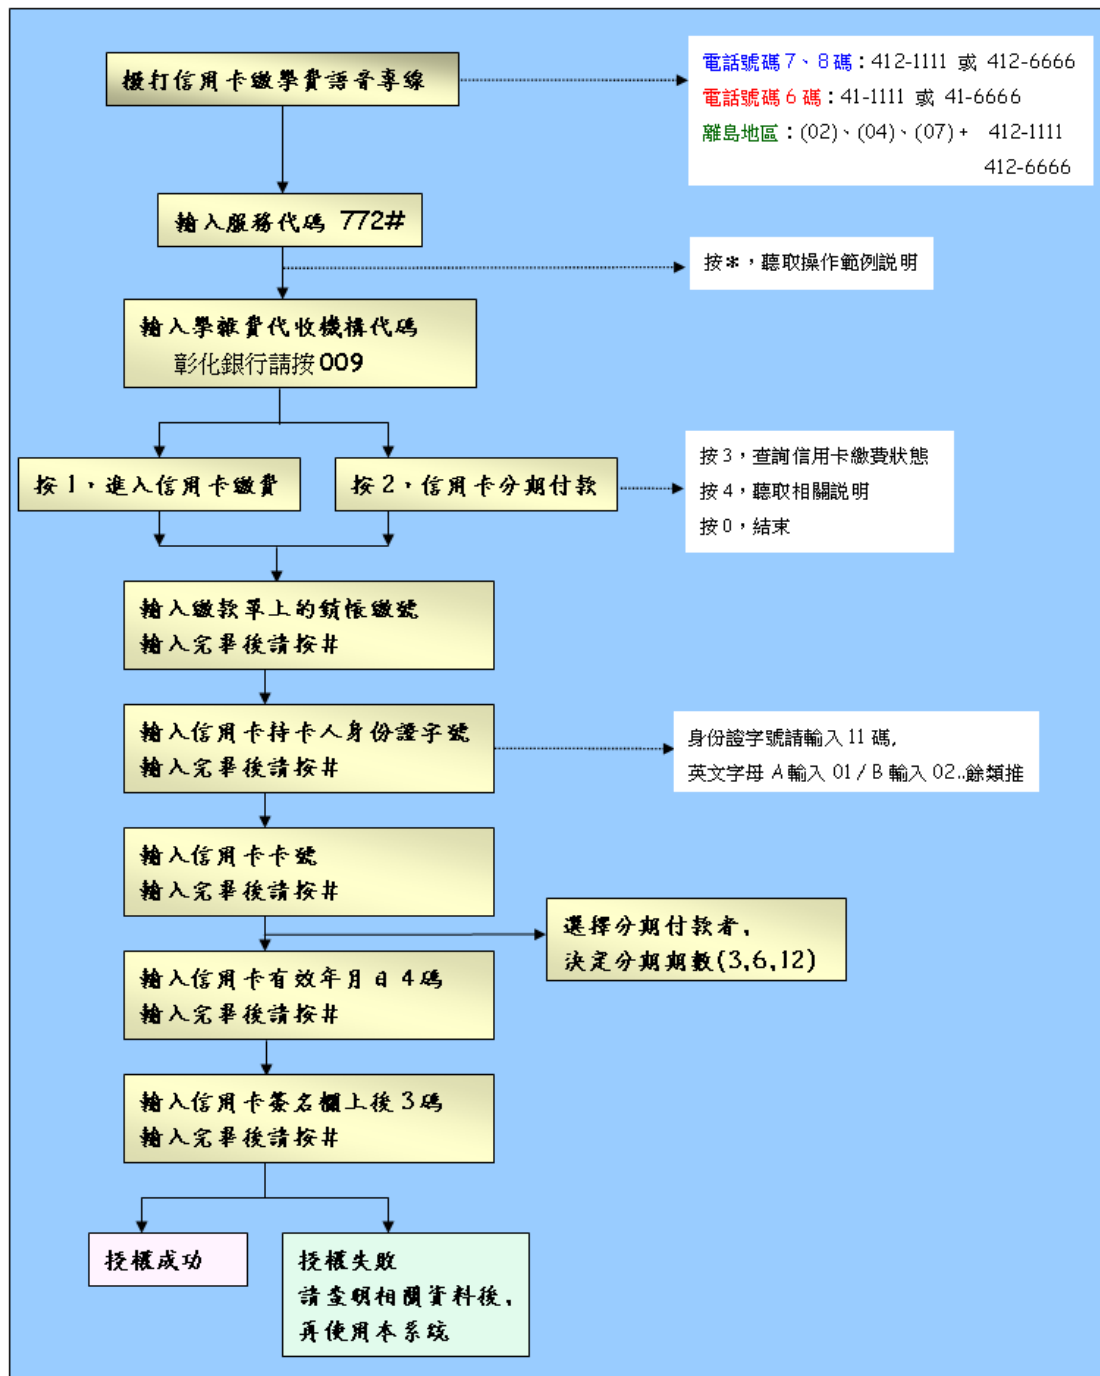 撥打信用卡繳學費語音專線
電話號碼7、8碼：412-1111 或 412-6666
電話號碼6碼：41-1111 或 41-6666
離島地區：(02)、(04)、(07)+ 412-1111
412-6666
輸入服務代碼 772#
按*，聽取操作範例說明
輸入學雜費代收機構代碼
彰化銀行請按009
按1，進入信用卡繳費
按2，信用卡分期付款
按3，查詢信用卡繳費狀態
按4，聽取相關說明
按0，結束
輸入繳款單上的銷帳繳號
輸入完畢後請按#
輸入信用卡持卡人身份證字號
輸入完畢後請按#
身份證字號請輸入11碼,
英文字母A輸入01/B輸入02..餘類推
輸入信用卡卡號
輸入完畢後請按#
選擇分期付款者,
決定分期期數(3,6,12)
輸入信用卡有效年月日4碼
輸入完畢後請按#
輸入信用卡簽名欄上後3碼
輸入完畢後請按#
授權成功
授權失敗
請查明相關資料後,
再使用本系統